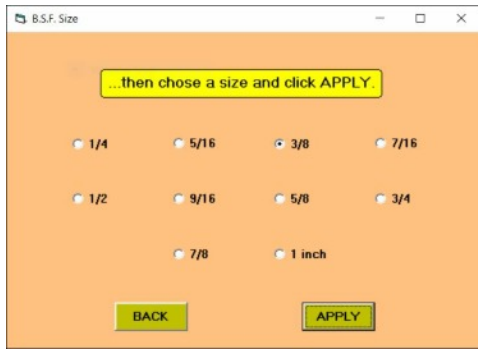 B.S.F. Size
...then chose a size and click APPLY.
1/4 5/16 3/8 7/16
1/2 9/16 5/8 3/4
7/8 1 inch
BACK APPLY